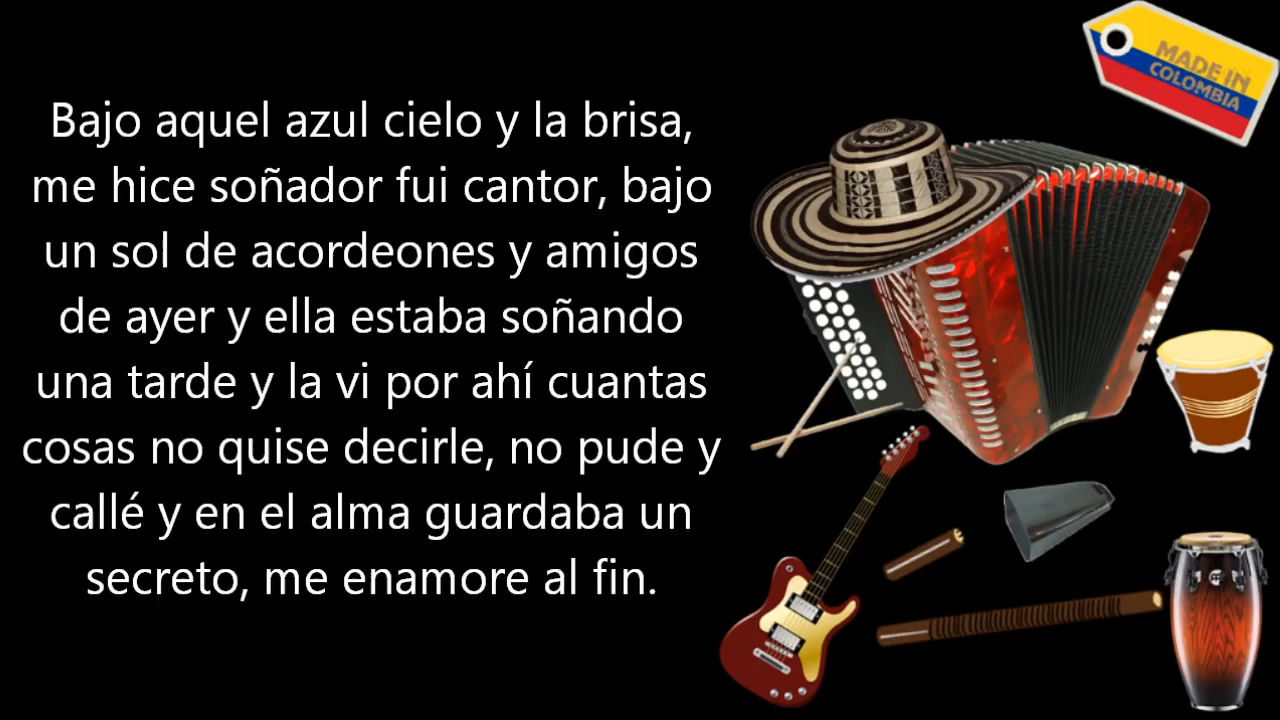 Bajo aquel azul cielo y la brisa,
me hice soñador fui cantor, bajo
un sol de acordeones y amigos
de ayer y ella estaba soñando
una tarde y la vi por ahí cuantas
cosas no quise decirle, no pude y
callé y en el alma guardaba un
secreto, me enamore al fin.
MADE IN
COLOMBIA